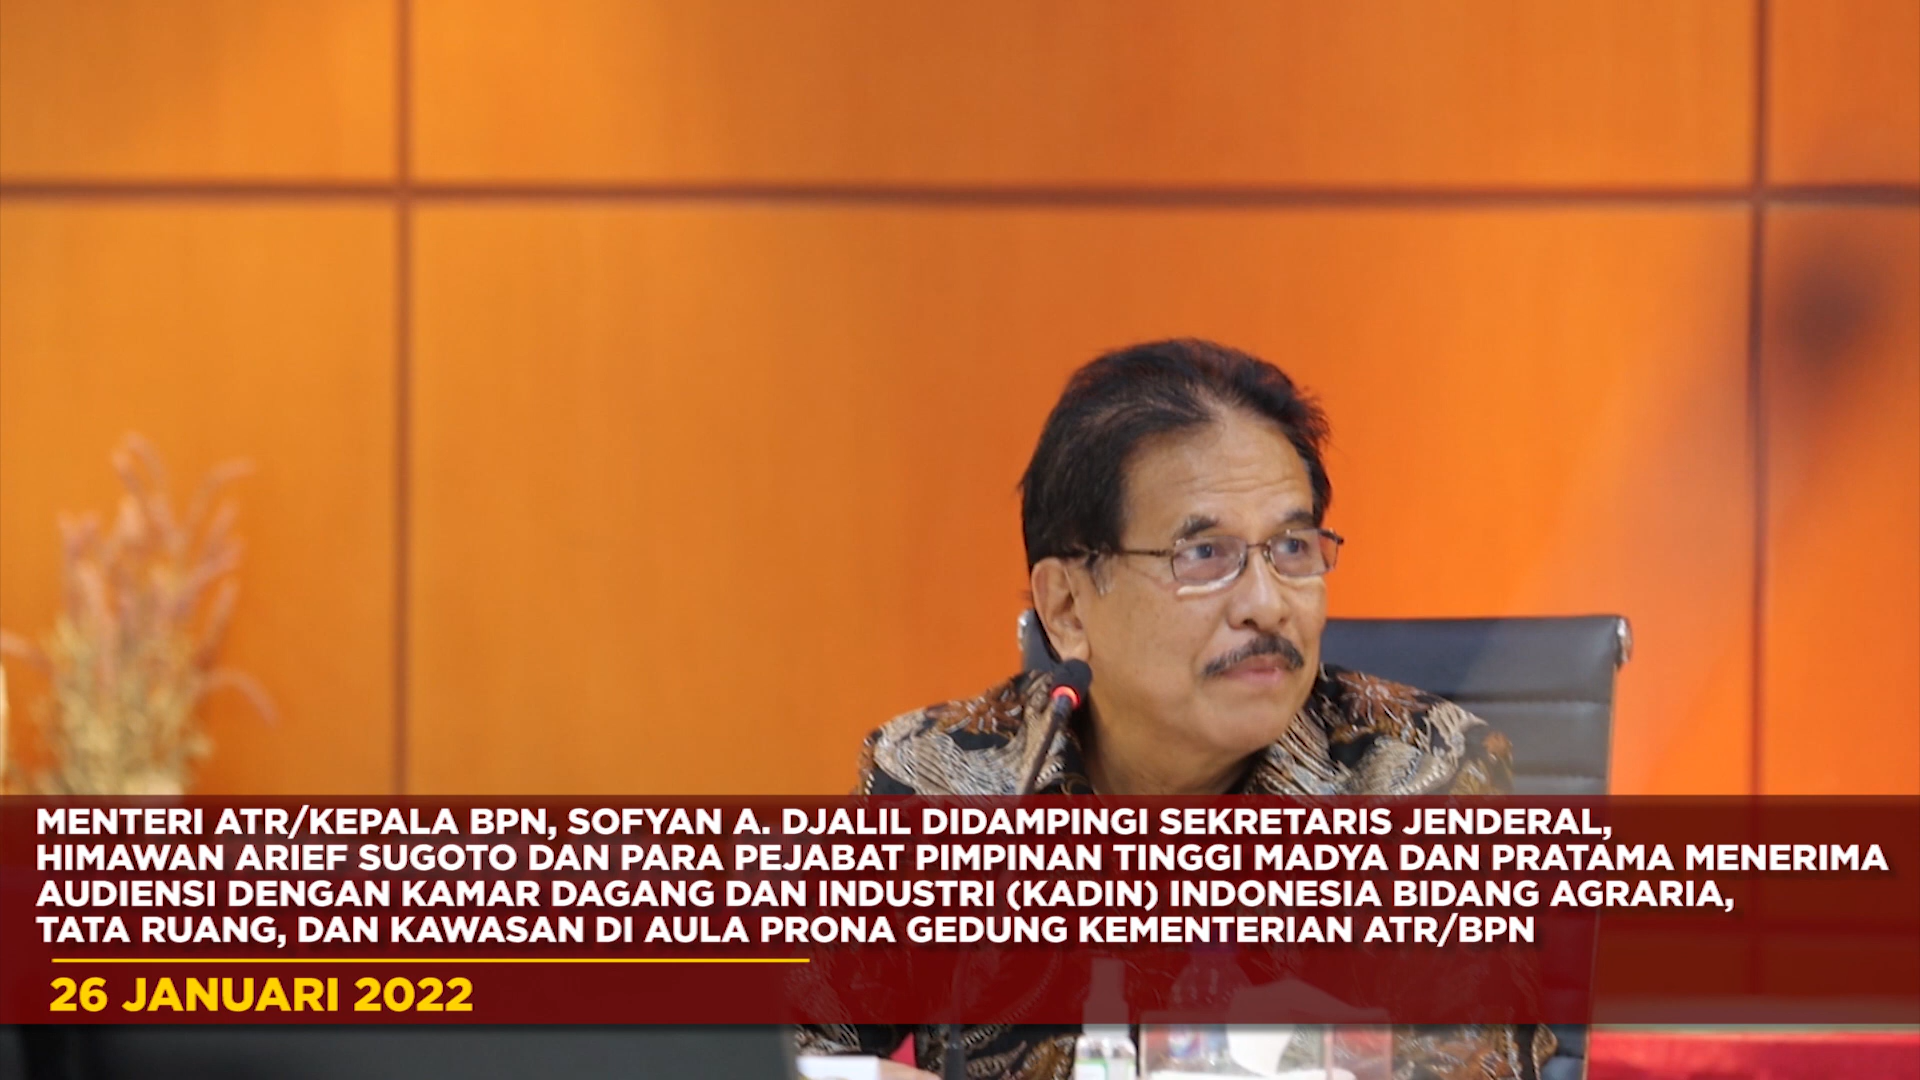 MENTERI ATR/KEPALA BPN, SOFYAN A. DJALIL DIDAMPINGI SEKRETARIS JENDERAL,
HIMAWAN ARIEF SUGOTO DAN PARA PEJABAT PIMPINAN TINGGI MADYA DAN PRATAMA MENERIMA
AUDIENSI DENGAN KAMAR DAGANG DAN INDUSTRI (KADIN) INDONESIA BIDANG AGRARIA,
TATA RUANG, DAN KAWASAN DI AULA PRONA GEDUNG KEMENTERIAN ATR/BPN
26 JANUARI 2022